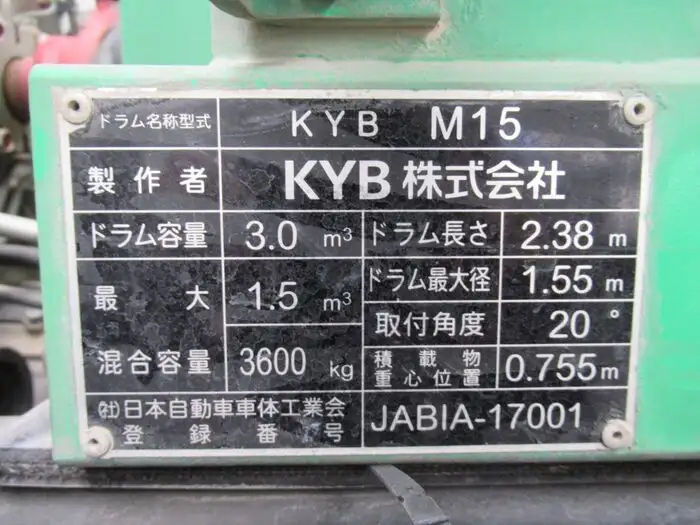 ドラム名称型式 KYB M15
製作者 KYB株式会社
ドラム容量 3.0 m³ ドラム長さ 2.38 m
最大 1.5 m³ ドラム最大径 1.55 m
取付角度 20°
混合容量 3600 kg 積載物重心位置 0.755 m
㈳日本自動車車体工業会
登録番号 JABIA-17001